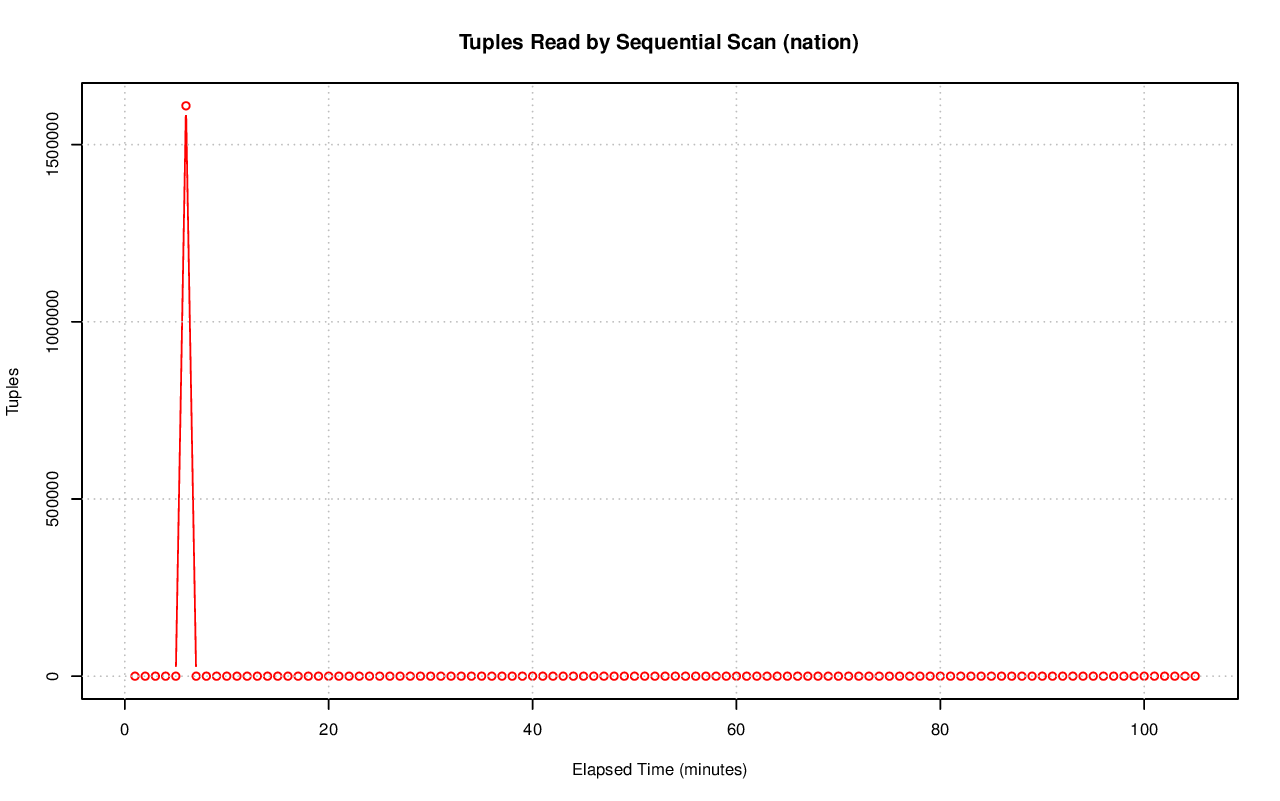 Tuples Read by Sequential Scan (nation)
1500000
1000000
500000
0
Tuples
0 20 40 60 80 100
Elapsed Time (minutes)